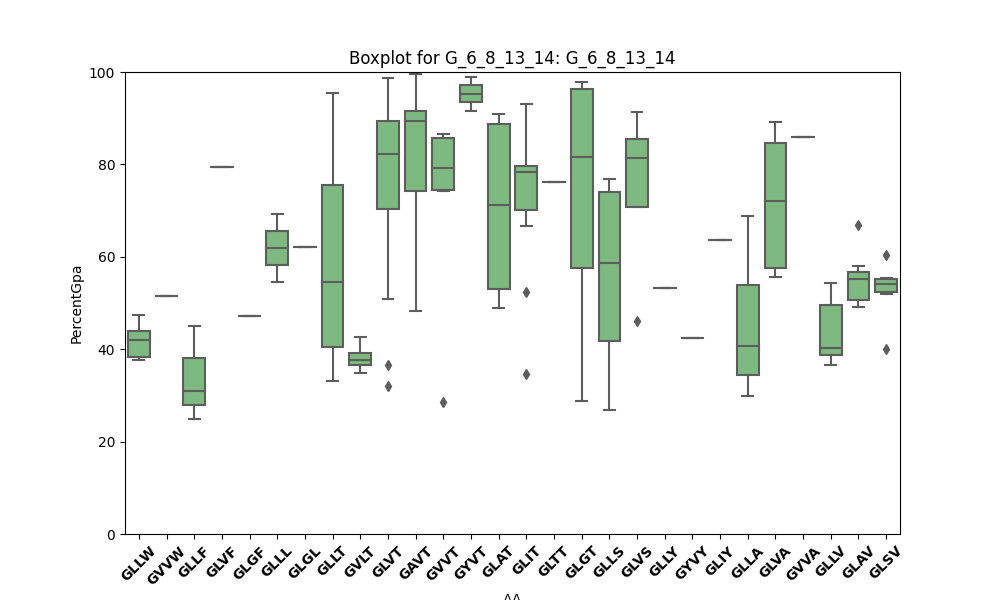 Boxplot for G_6_8_13_14: G_6_8_13_14
PercentGpa
100
80
60
40
20
0
GLLW GVVW GLLF GLVF GLGF GLLL GLGL GLLT GVLT GLVT GAVT GVVT GYVT GLAT GLIT GLTT GLGT GLLS GLVS GLLY GYVY GLIY GLLA GLVA GVVA GLLV GLAV GLSV
AA